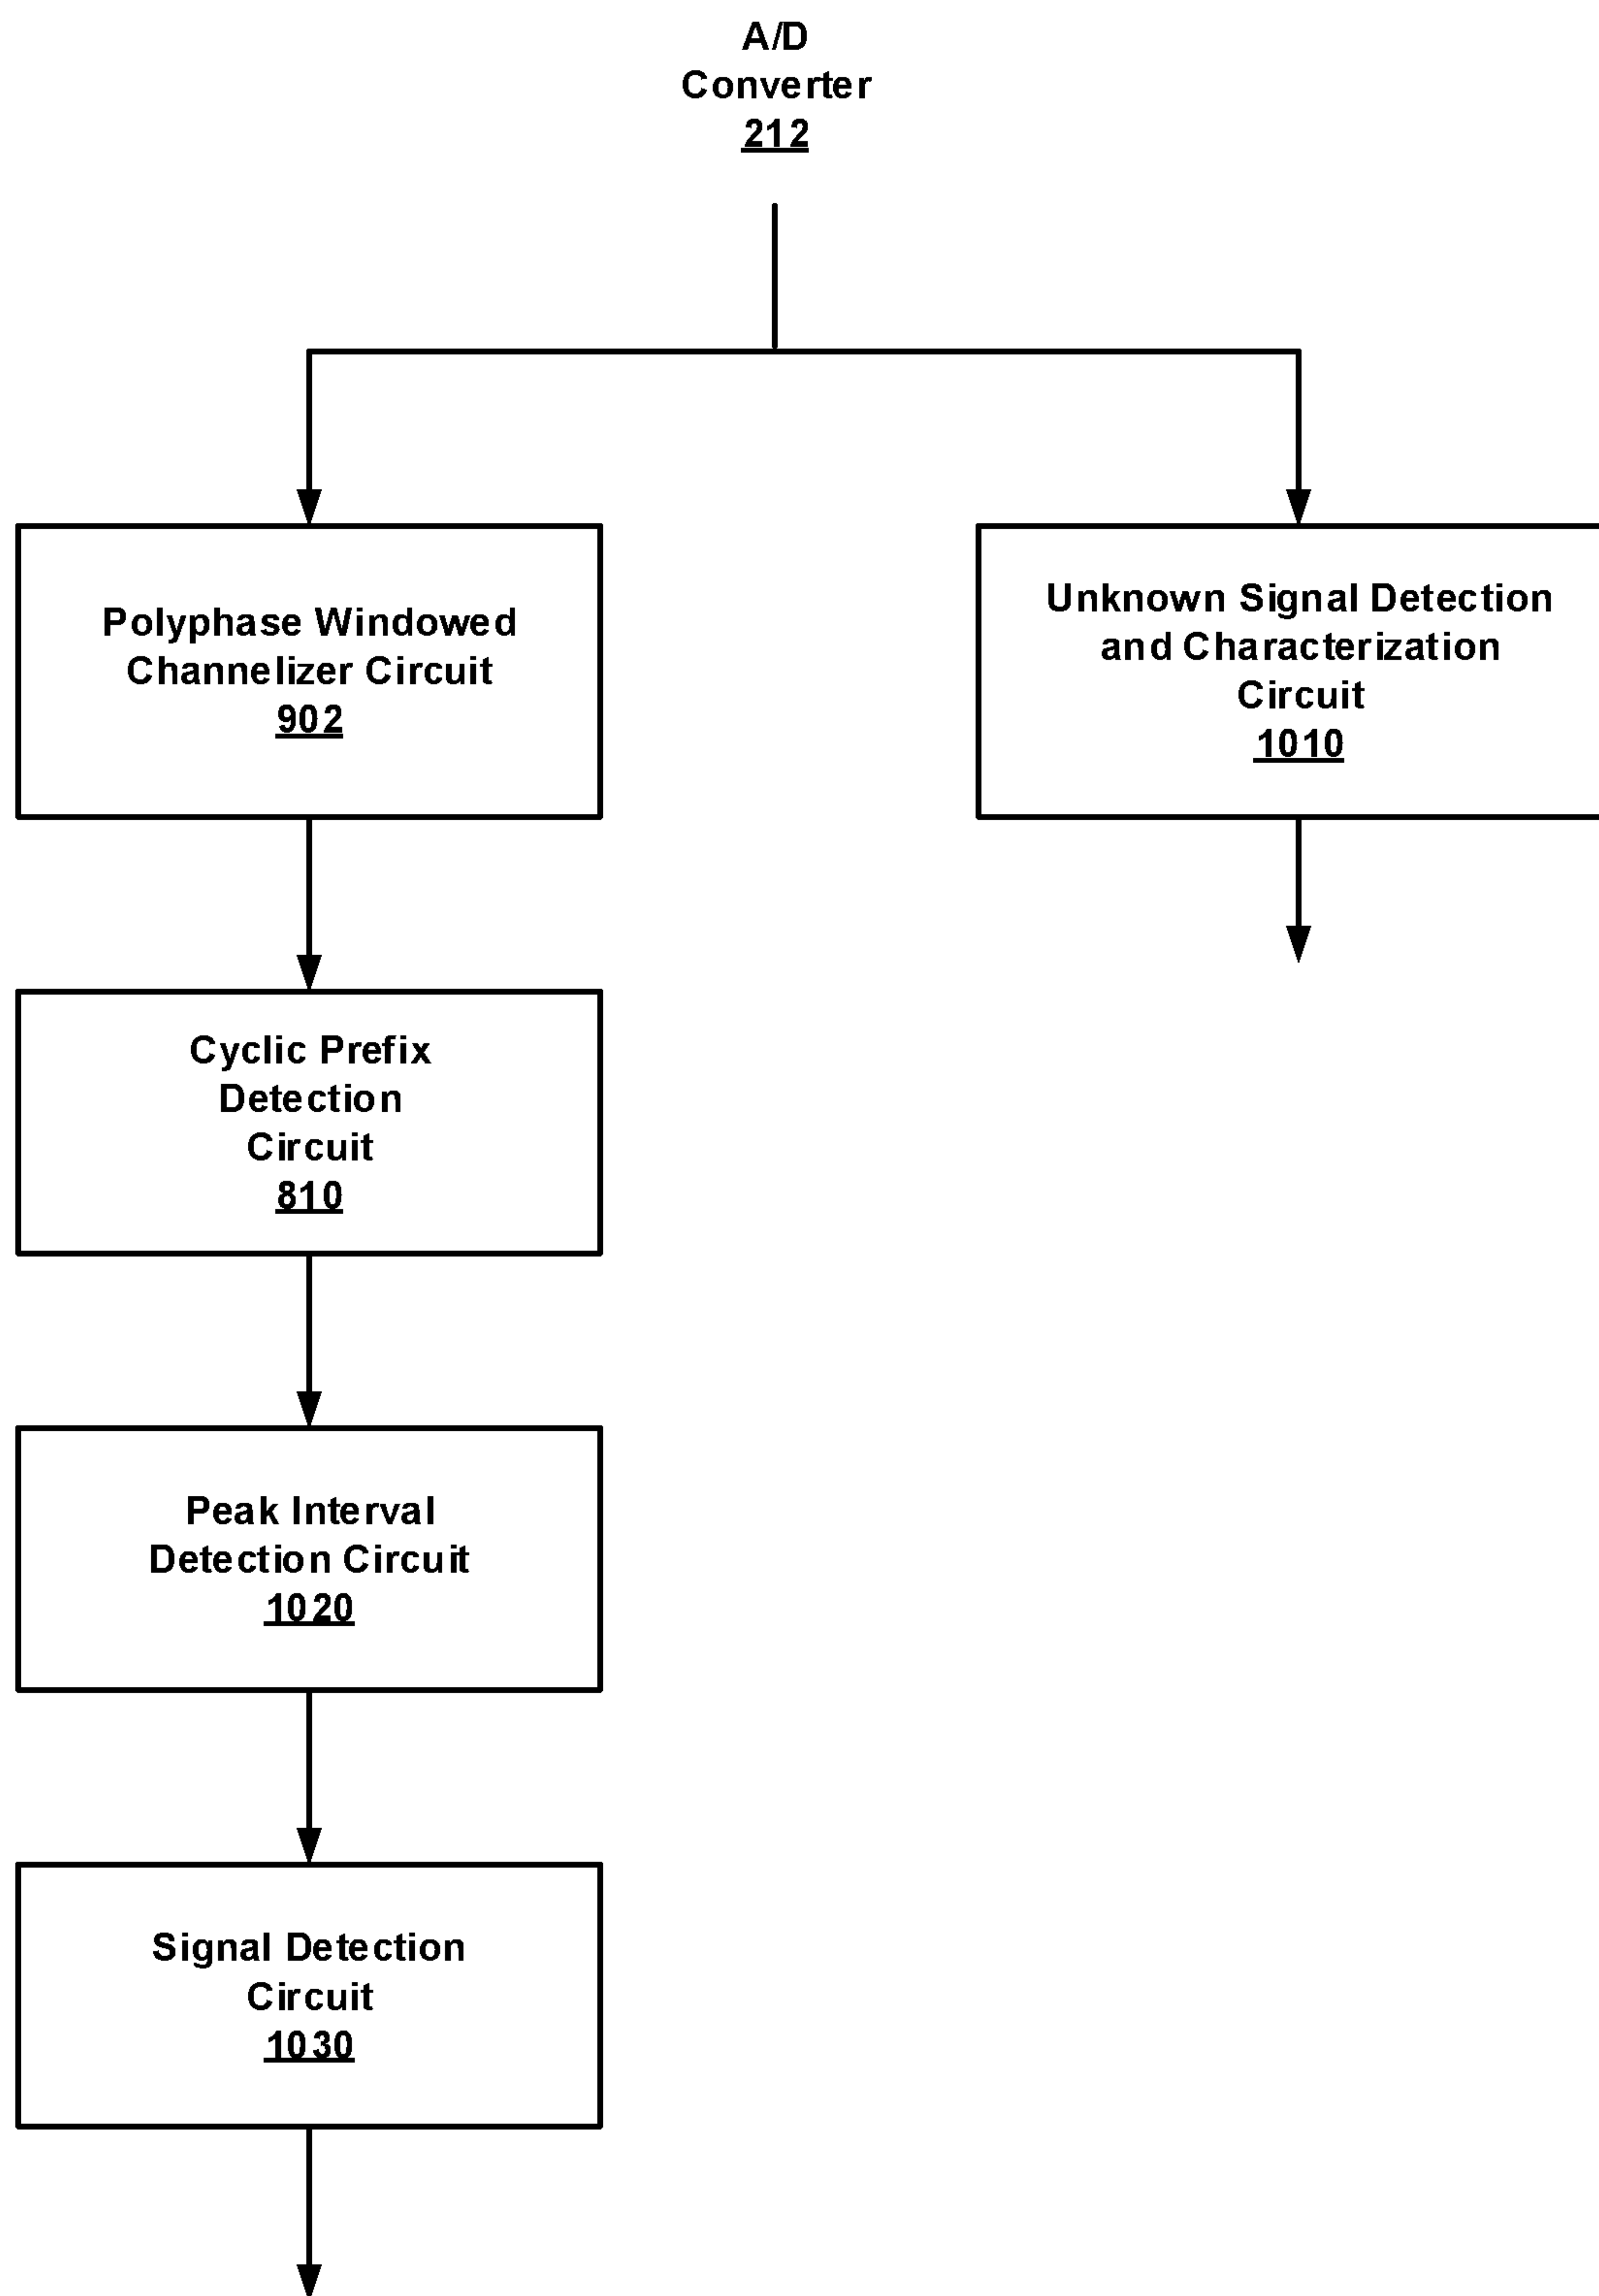 A/D
Converter
212
Polyphase Windowed
Channelizer Circuit
902
Unknown Signal Detection
and Characterization
Circuit
1010
Cyclic Prefix
Detection
Circuit
810
Peak Interval
Detection Circuit
1020
Signal Detection
Circuit
1030